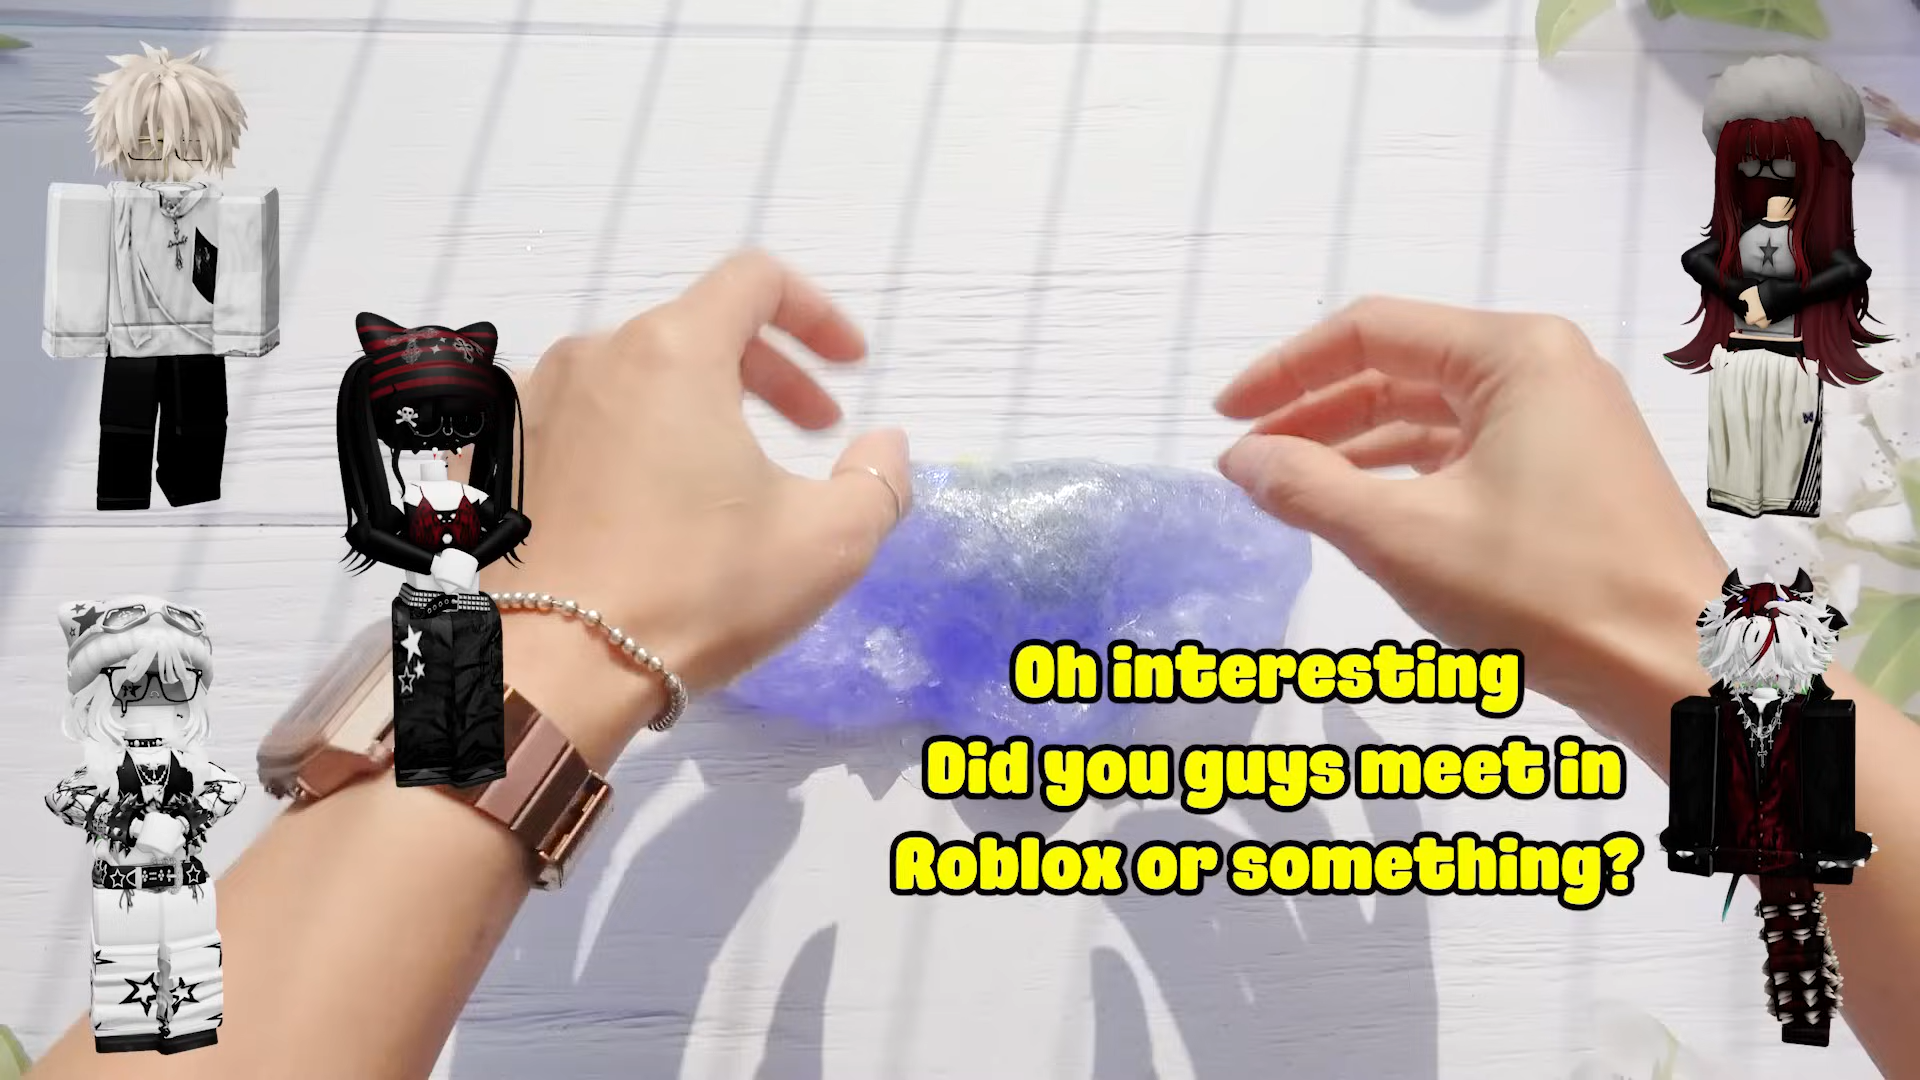 Oh interesting
Did you guys meet in
Roblox or something?